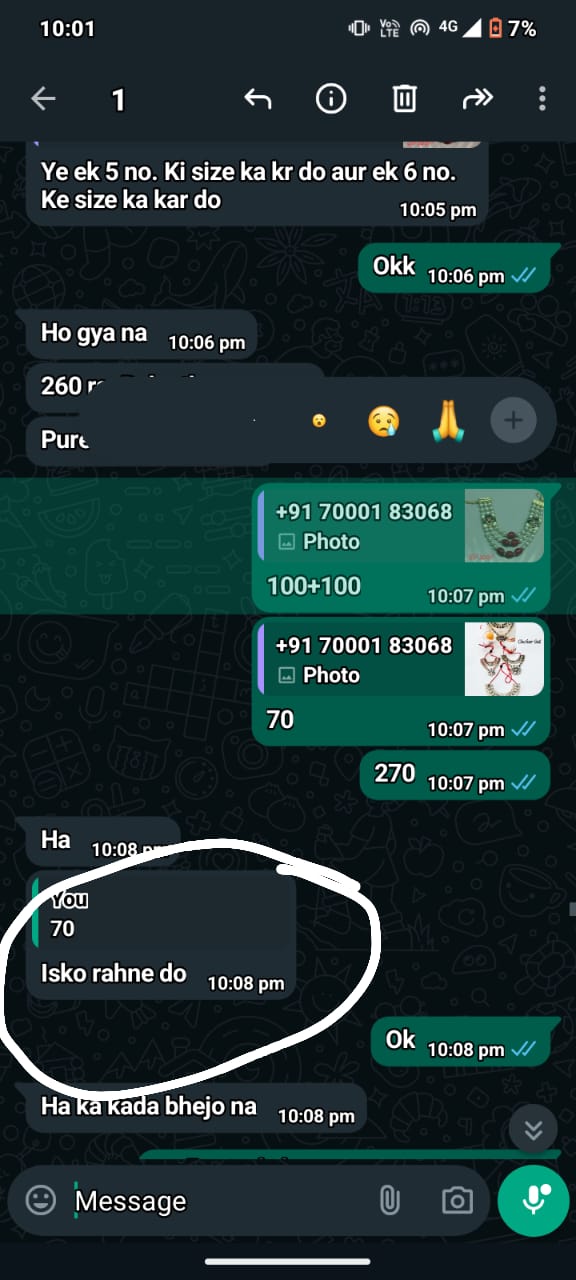 10:01
Vo))
LTE
4G
7%
1
Ye ek 5 no. Ki size ka kr do aur ek 6 no.
Ke size ka kar do
10:05 pm
Okk 10:06 pm
Ho gya na 10:06 pm
260
Pure
+91 70001 83068
Photo
100+100 10:07 pm
+91 70001 83068
Photo
70 10:07 pm
270 10:07 pm
Ha 10:08 pm
You
70
Isko rahne do 10:08 pm
Ok 10:08 pm
Ha ka kada bhejo na 10:08 pm
Message